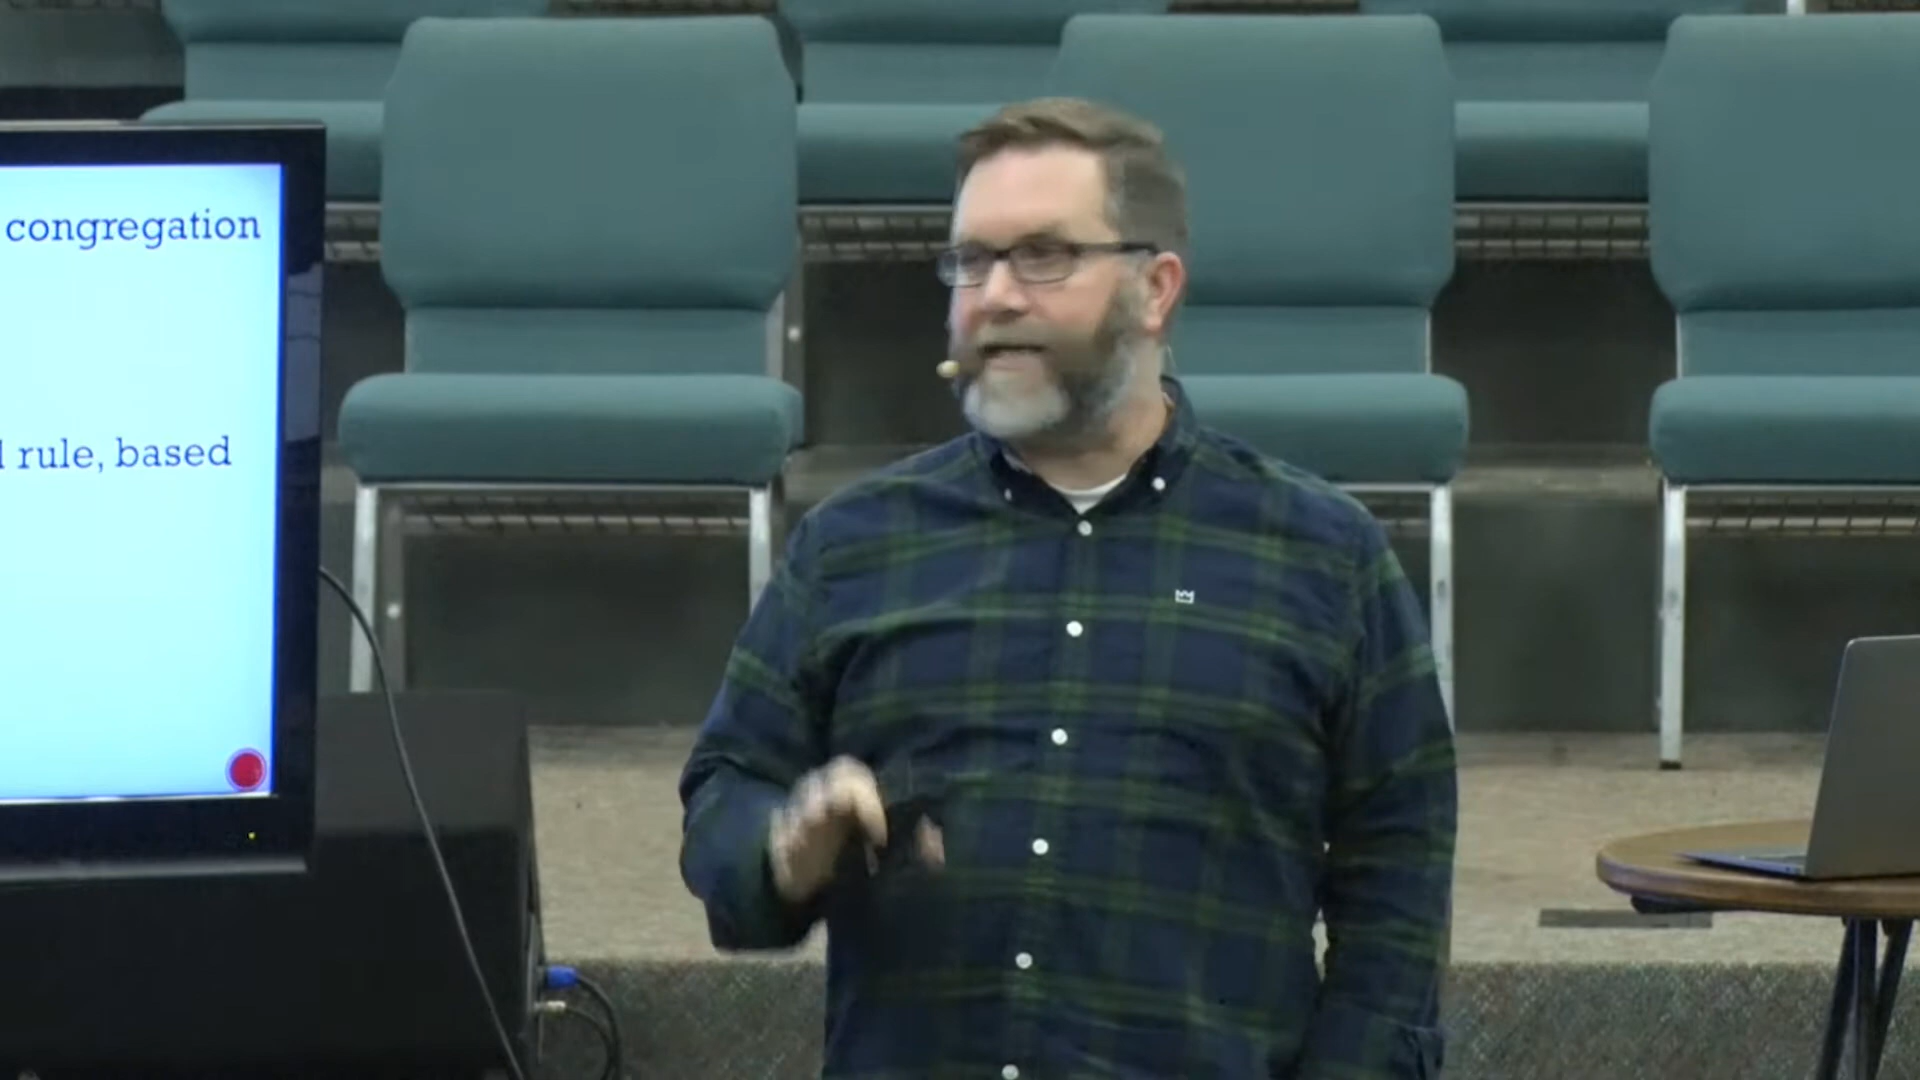 congregation
rule, based